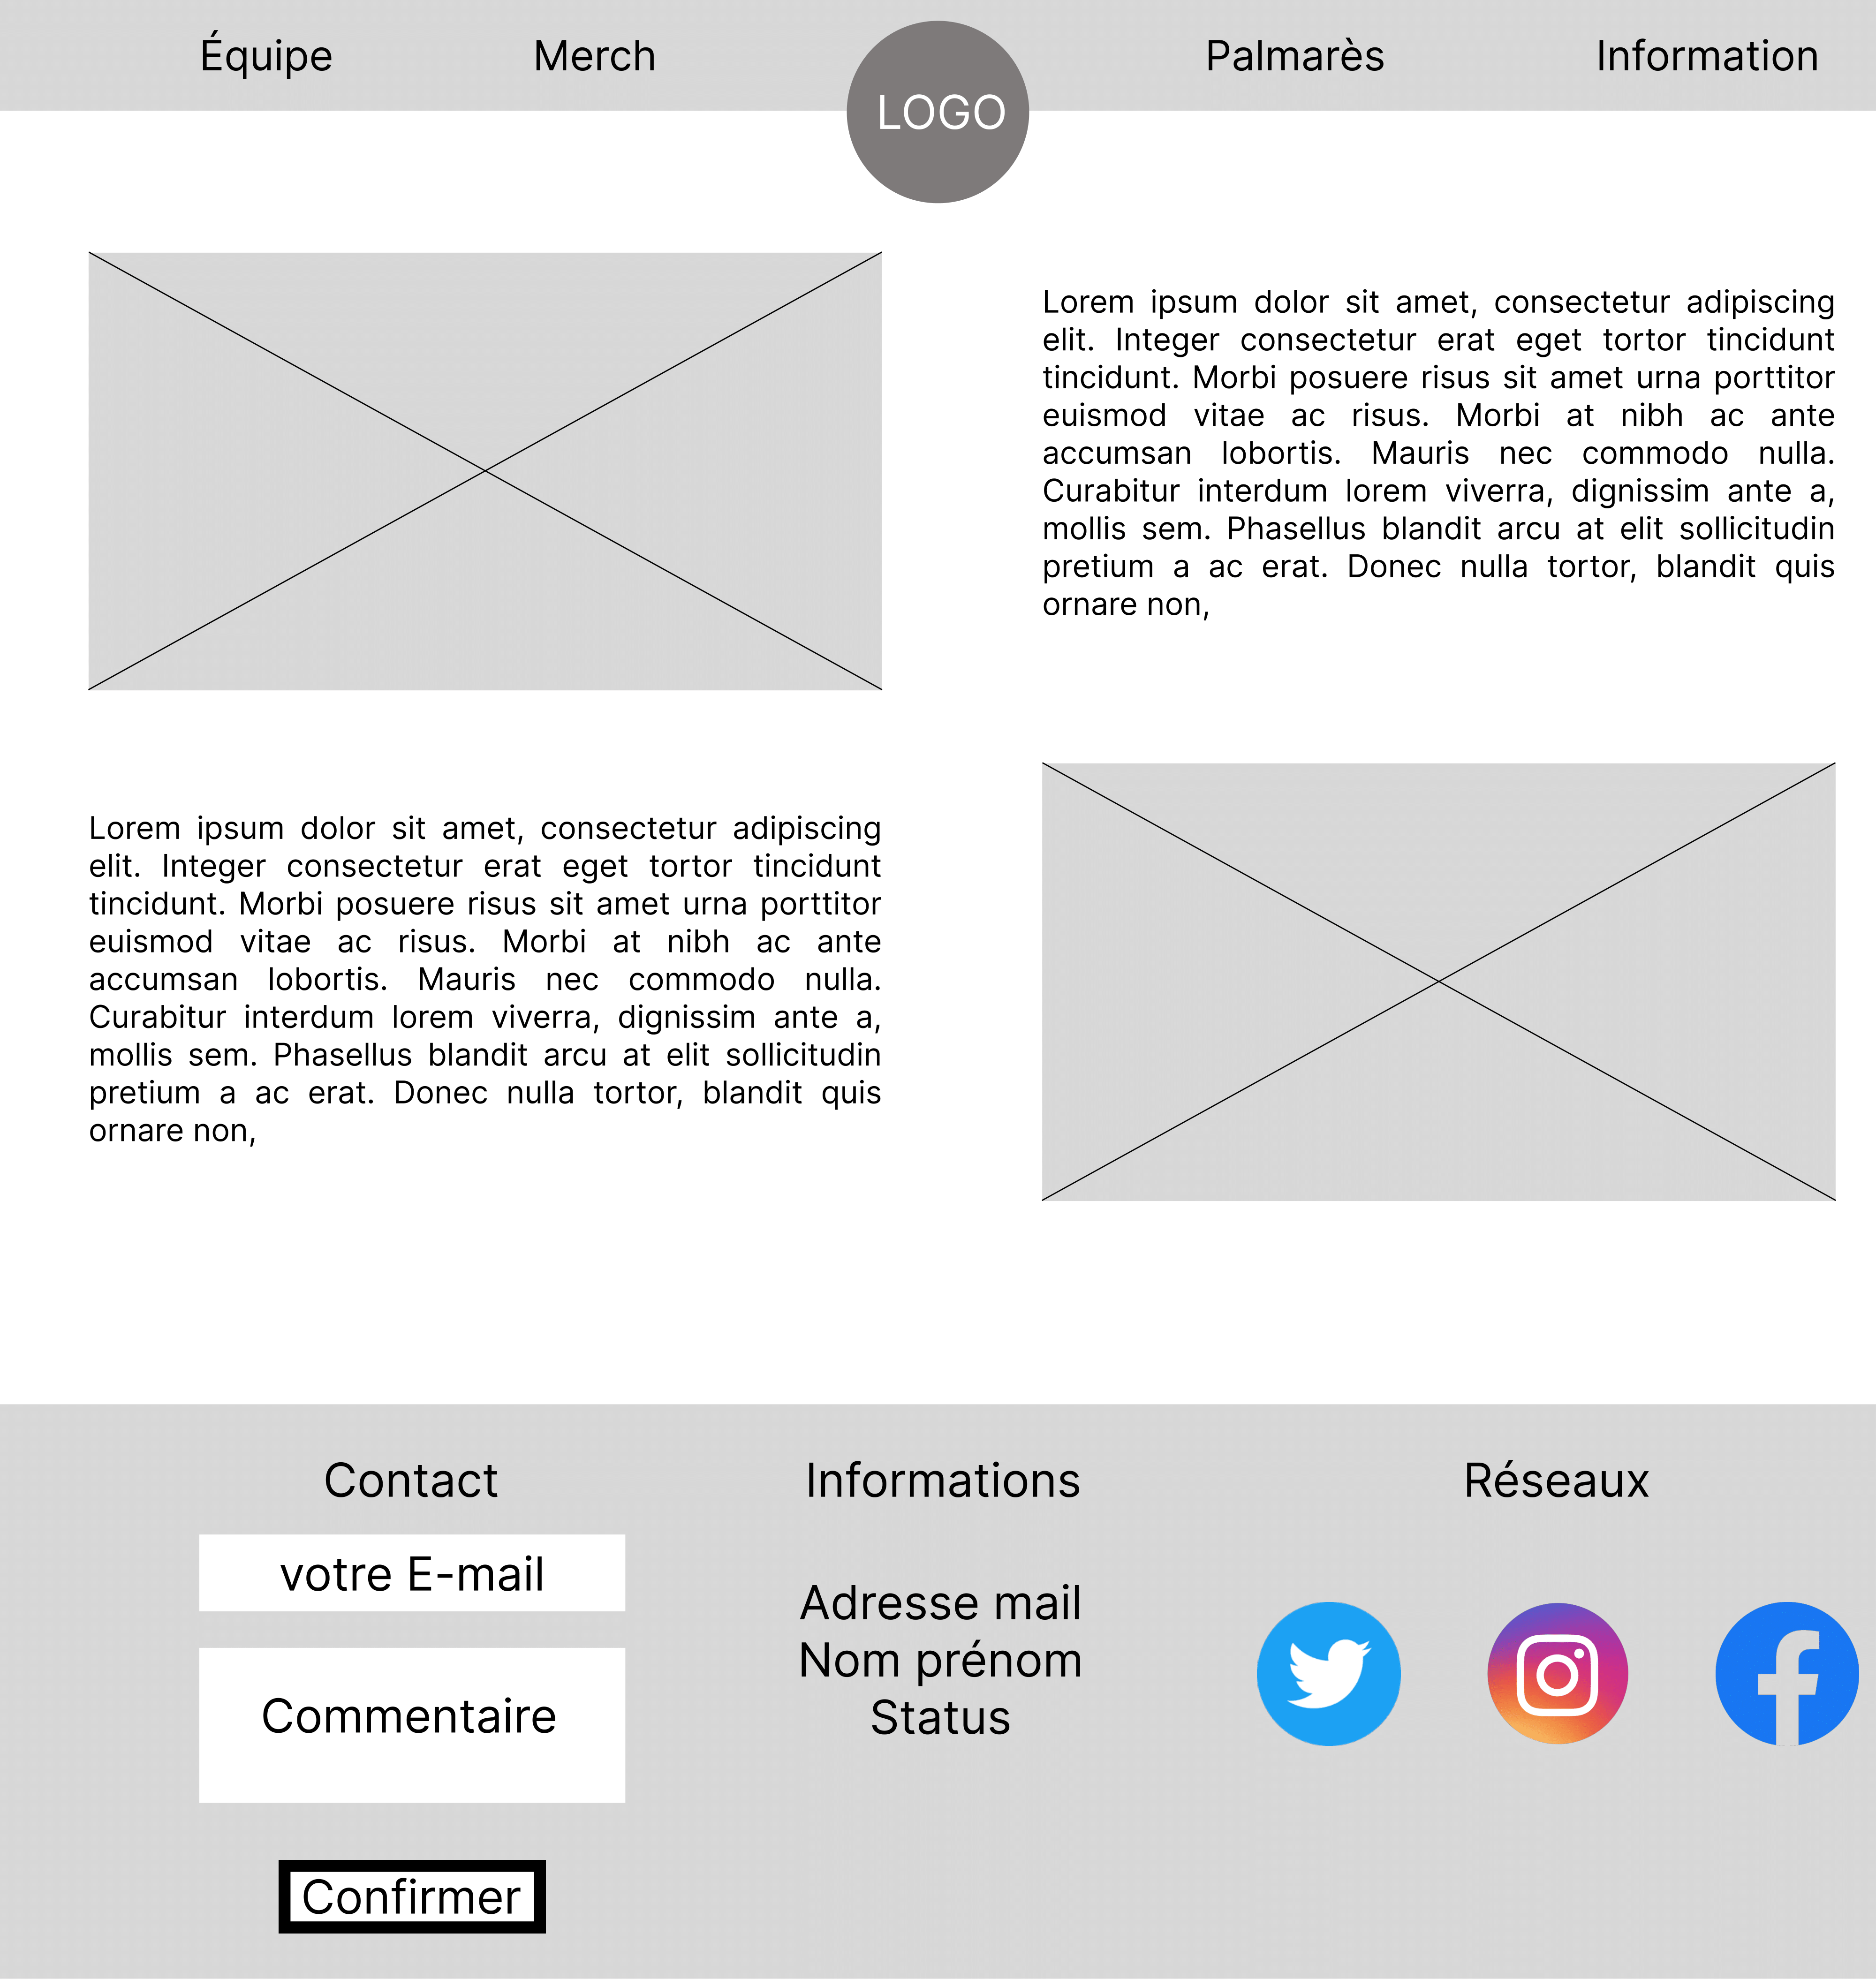 Équipe
Merch
LOGO
Palmarès
Information
Lorem ipsum dolor sit amet, consectetur adipiscing
elit. Integer consectetur erat eget tortor tincidunt
tincidunt. Morbi posuere risus sit amet urna porttitor
euismod vitae ac risus. Morbi at nibh ac ante
accumsan lobortis. Mauris nec commodo nulla.
Curabitur interdum lorem viverra, dignissim ante a,
mollis sem. Phasellus blandit arcu at elit sollicitudin
pretium a ac erat. Donec nulla tortor, blandit quis
ornare non,
Lorem ipsum dolor sit amet, consectetur adipiscing
elit. Integer consectetur erat eget tortor tincidunt
tincidunt. Morbi posuere risus sit amet urna porttitor
euismod vitae ac risus. Morbi at nibh ac ante
accumsan lobortis. Mauris nec commodo nulla.
Curabitur interdum lorem viverra, dignissim ante a,
mollis sem. Phasellus blandit arcu at elit sollicitudin
pretium a ac erat. Donec nulla tortor, blandit quis
ornare non,
Contact
votre E-mail
Commentaire
Confirmer
Informations
Adresse mail
Nom prénom
Status
Réseaux